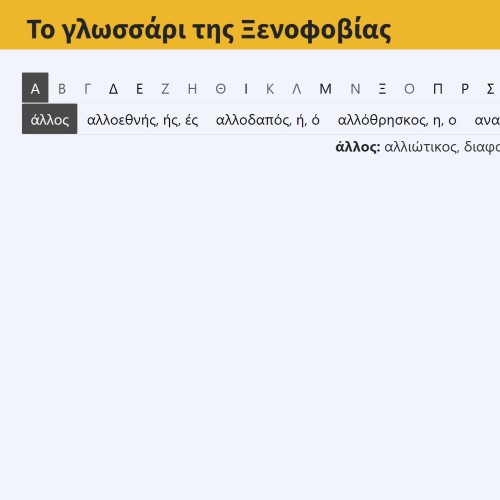 Το γλωσσάρι της Ξενοφοβίας
Α Β Γ Δ Ε Ζ Η Θ Ι Κ Λ Μ Ν Ξ Ο Π Ρ Σ
άλλος αλλοεθνής, ής, ές αλλοδαπός, ή, ό αλλόθρησκος, η, ο ανα
άλλος: αλλιώτικος, διαφο